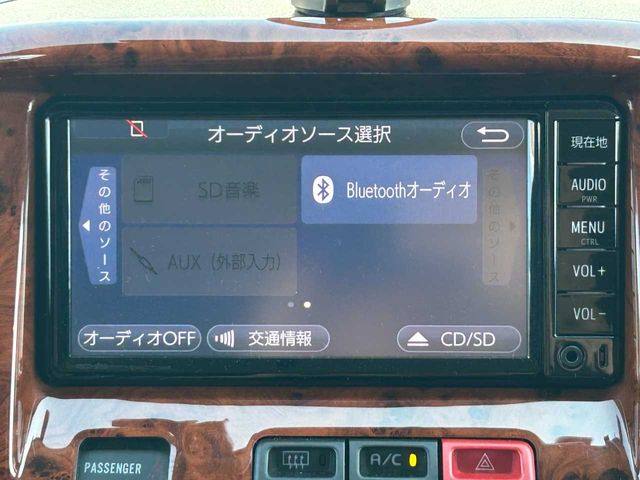 オーディオソース選択
その他のソース
SD音楽
Bluetoothオーディオ
その他のソース
AUX（外部入力）
オーディオOFF
交通情報
CD/SD
現在地
AUDIO
PWR
MENU
CTRL
VOL+
VOL-
PASSENGER
A/C